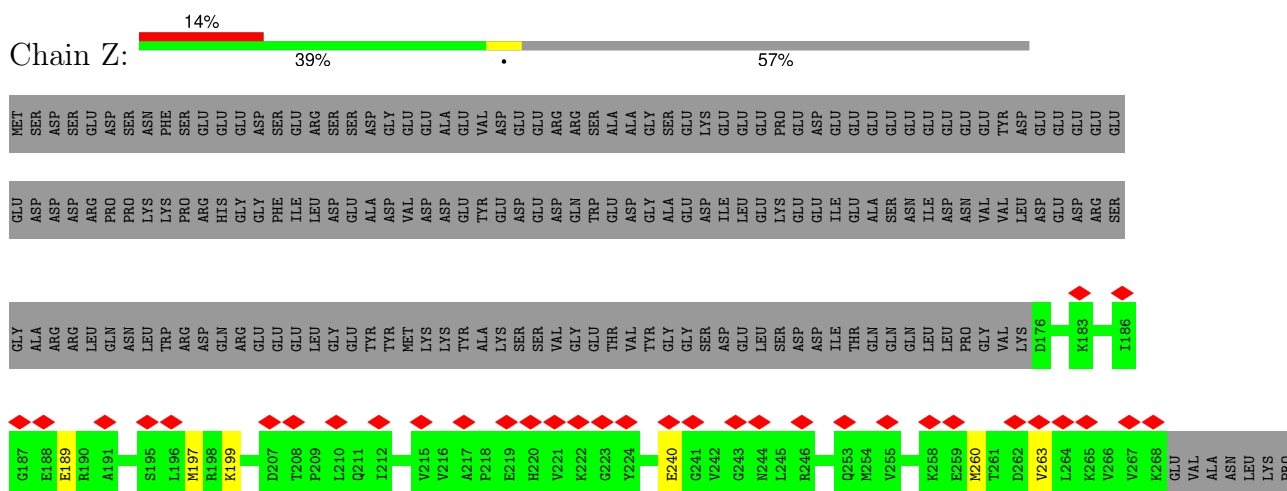 14%
Chain Z:
39% • 57%
MET SER ASP SER GLU ASP SER ASN PHE SER GLU GLU GLU ASP SER GLU ARG SER SER ASP GLY GLU GLU ALA GLU VAL ASP GLU GLU ARG ARG SER ALA ALA GLY SER GLU LYS GLU GLU GLU PRO GLU ASP GLU GLU GLU GLU GLU GLU GLU TYR ASP GLU GLU GLU GLU GLU
GLU ASP ASP ASP ARG PRO PRO LYS LYS PRO ARG HIS GLY GLY PHE ILE LEU ASP GLU ALA ASP VAL ASP ASP GLU TYR GLU ASP GLU ASP GLN TRP GLU ASP GLY ALA GLU ASP ILE LEU GLU LYS GLU GLU ILE GLU ALA SER ASN ILE ASP ASN VAL VAL LEU ASP GLU ASP ARG SER
GLY ALA ARG ARG LEU GLN ASN LEU TRP ARG ASP GLN ARG GLU GLU GLU LEU GLY GLU TYR TYR MET LYS LYS TYR ALA LYS SER SER VAL GLY GLU THR VAL TYR GLY GLY SER ASP GLU LEU SER ASP ASP ILE THR GLN GLN GLN LEU LEU PRO GLY VAL LYS D176 K183 I186
G187 E188 E189 R190 A191 S195 L196 M197 R198 K199 D207 T208 P209 L210 Q211 I212 V215 V216 A217 P218 E219 H220 V221 K222 G223 Y224 E240 G241 V242 G243 N244 L245 R246 Q253 M254 V255 K258 E259 M260 T261 D262 V263 L264 K265 V266 V267 K268 GLU VAL ALA ASN LEU LYS PRO